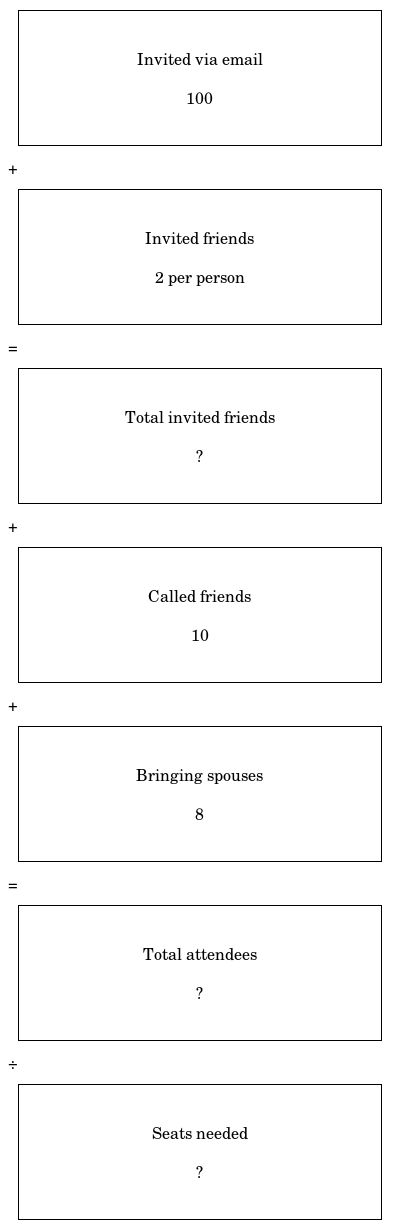 Invited via email
100
+
Invited friends
2 per person
=
Total invited friends
?
+
Called friends
10
+
Bringing spouses
8
=
Total attendees
?
÷
Seats needed
?